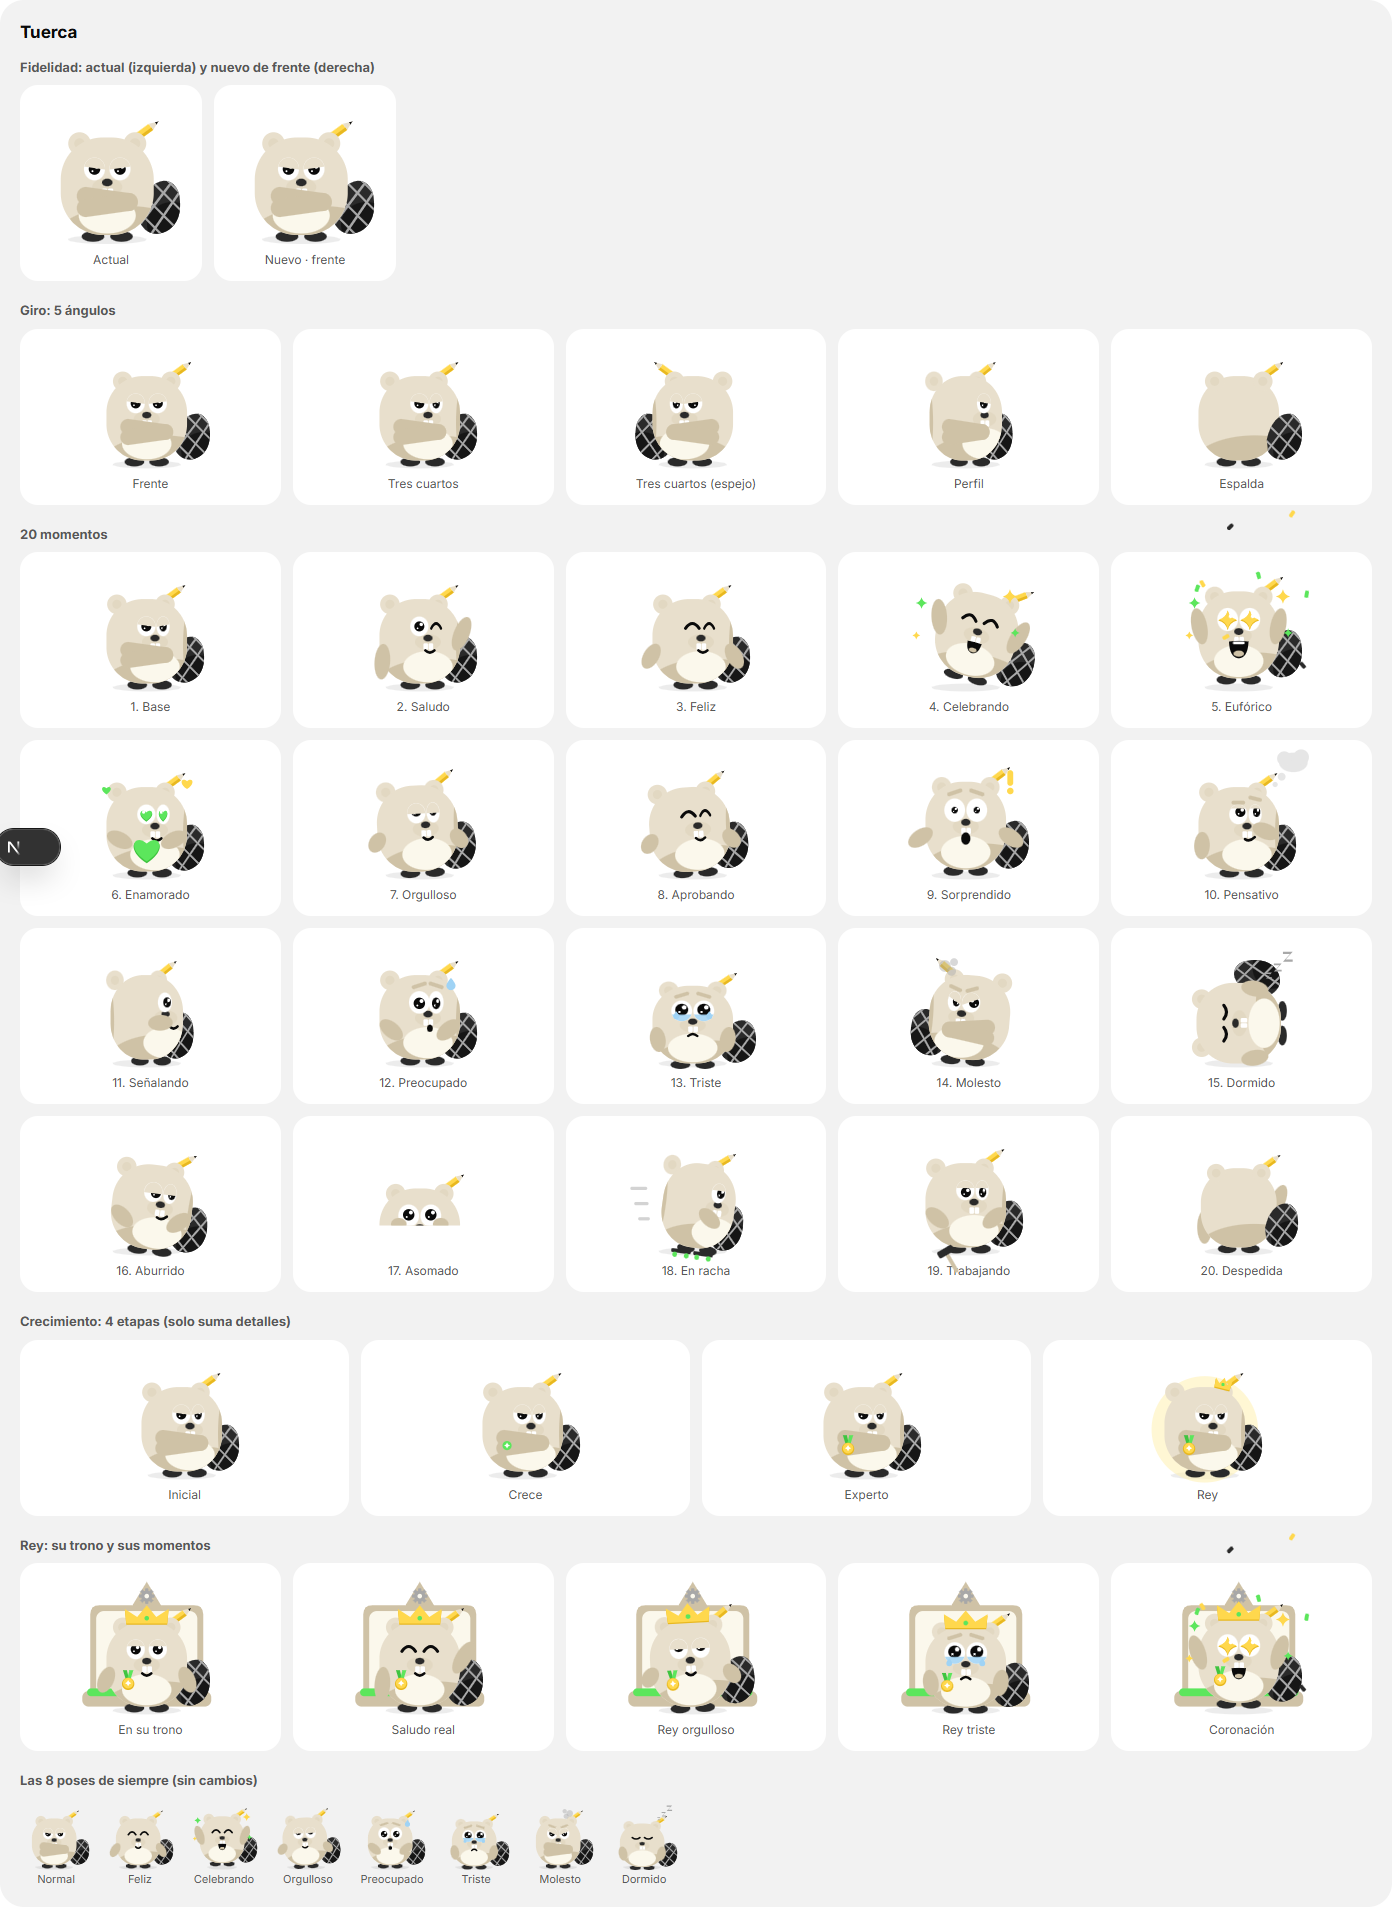 Tuerca
Fidelidad: actual (izquierda) y nuevo de frente (derecha)
Actual
Nuevo · frente
Giro: 5 ángulos
Frente
Tres cuartos
Tres cuartos (espejo)
Perfil
Espalda
20 momentos
1. Base
2. Saludo
3. Feliz
4. Celebrando
5. Eufórico
6. Enamorado
7. Orgulloso
8. Aprobando
9. Sorprendido
10. Pensativo
N
11. Señalando
12. Preocupado
13. Triste
14. Molesto
z z Z
15. Dormido
16. Aburrido
17. Asomado
18. En racha
19. Trabajando
20. Despedida
Crecimiento: 4 etapas (solo suma detalles)
Inicial
Crece
Experto
Rey
Rey: su trono y sus momentos
En su trono
Saludo real
Rey orgulloso
Rey triste
Coronación
Las 8 poses de siempre (sin cambios)
Normal
Feliz
Celebrando
Orgulloso
Preocupado
Triste
Molesto
Dormido